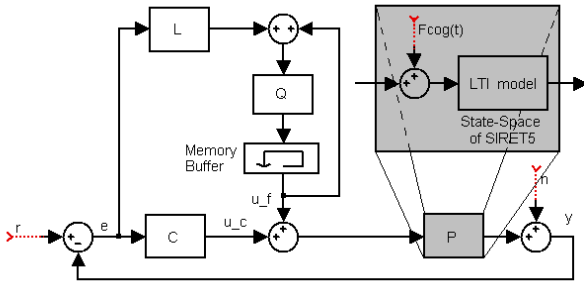 L
+ +
Fcog(t)
+
+
LTI model
State-Space
of SIRET5
Q
Memory
Buffer
u_f
n
r
e
C
u_c
+
+
P
+
+
y
-